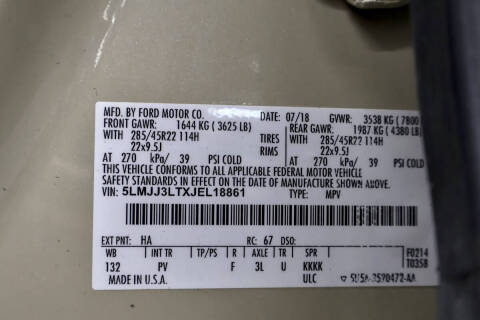 MFD. BY FORD MOTOR CO. DATE: 07/18 GVWR: 3538 KG (7800
FRONT GAWR: 1644 KG (3625 LB) REAR GAWR: 1987 KG (4380 LB)
WITH 285/45R22 114H TIRES WITH 285/45R22 114H
22x9.5J RIMS 22x9.5J
AT 270 kPa/ 39 PSI COLD AT 270 kPa/ 39 PSI COLD
THIS VEHICLE CONFORMS TO ALL APPLICABLE FEDERAL MOTOR VEHICLE
SAFETY STANDARDS IN EFFECT ON THE DATE OF MANUFACTURE SHOWN ABOVE.
VIN: 5LMJJ3LTXJEL18861 TYPE: MPV
EXT PNT: HA RC: 67 DSO: F0214
WB INT TR TP/PS R AXLE TR SPR T0358
132 PV F 3L U KKKK
MADE IN U.S.A. ULC 5U5A-3520472-AA